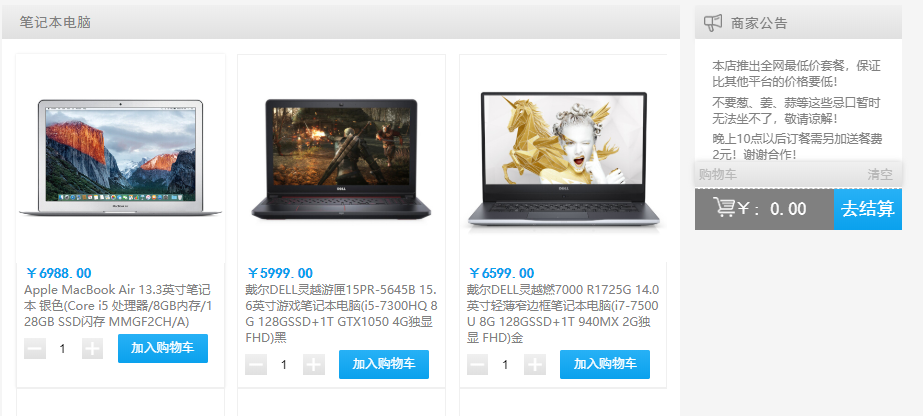 笔记本电脑
DELL
DELL
￥6988. 00
Apple MacBook Air 13.3英寸笔记
本 银色(Core i5 处理器/8GB内存/1
28GB SSD闪存 MMGF2CH/A)
1
加入购物车
￥5999. 00
戴尔DELL灵越游匣15PR-5645B 15.
6英寸游戏笔记本电脑(i5-7300HQ 8
G 128GSSD+1T GTX1050 4G独显
FHD)黑
1
加入购物车
￥6599. 00
戴尔DELL灵越燃7000 R1725G 14.0
英寸轻薄窄边框笔记本电脑(i7-7500
U 8G 128GSSD+1T 940MX 2G独
显 FHD)金
1
加入购物车
商家公告
本店推出全网最低价套餐，保证
比其他平台的价格要低！
不要葱、姜、蒜等这些忌口暂时
无法坐不了，敬请谅解！
晚上10点以后订餐需另加送餐费
2元！谢谢合作！
购物车 清空
￥: 0.00 去结算